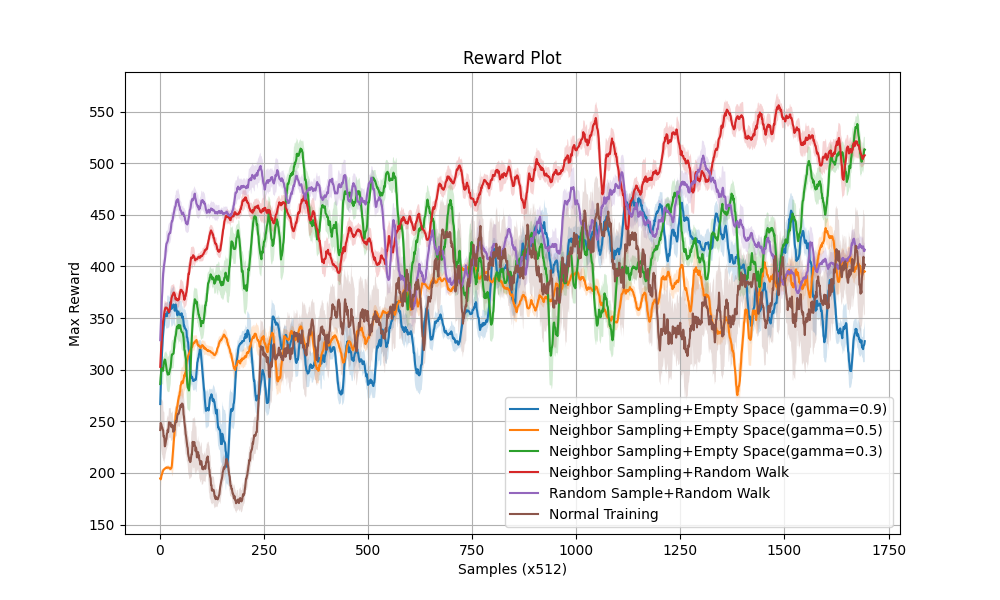 Reward Plot
Max Reward
550
500
450
400
350
300
250
200
150
0 250 500 750 1000 1250 1500 1750
Samples (x512)
Neighbor Sampling+Empty Space (gamma=0.9)
Neighbor Sampling+Empty Space(gamma=0.5)
Neighbor Sampling+Empty Space(gamma=0.3)
Neighbor Sampling+Random Walk
Random Sample+Random Walk
Normal Training